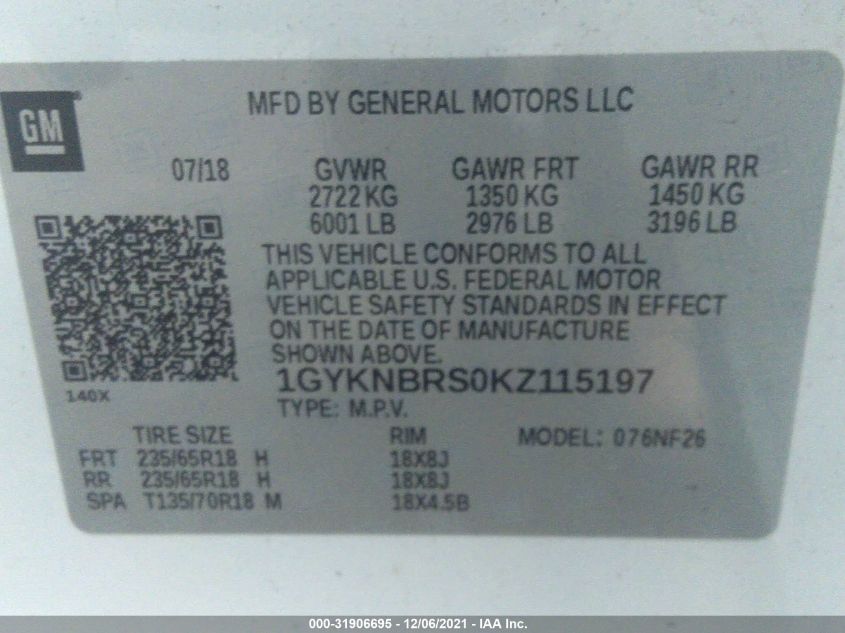 MFD BY GENERAL MOTORS LLC
GM
07/18 GVWR GAWR FRT GAWR RR
2722 KG 1350 KG 1450 KG
6001 LB 2976 LB 3196 LB
THIS VEHICLE CONFORMS TO ALL
APPLICABLE U.S. FEDERAL MOTOR
VEHICLE SAFETY STANDARDS IN EFFECT
ON THE DATE OF MANUFACTURE
SHOWN ABOVE.
1GYKNBRS0KZ115197
140X
TYPE: M.P.V.
TIRE SIZE RIM MODEL: 076NF26
FRT 235/65R18 H 18X8J
RR 235/65R18 H 18X8J
SPA T135/70R18 M 18X4.5B
000-31906695 - 12/06/2021 - IAA Inc.